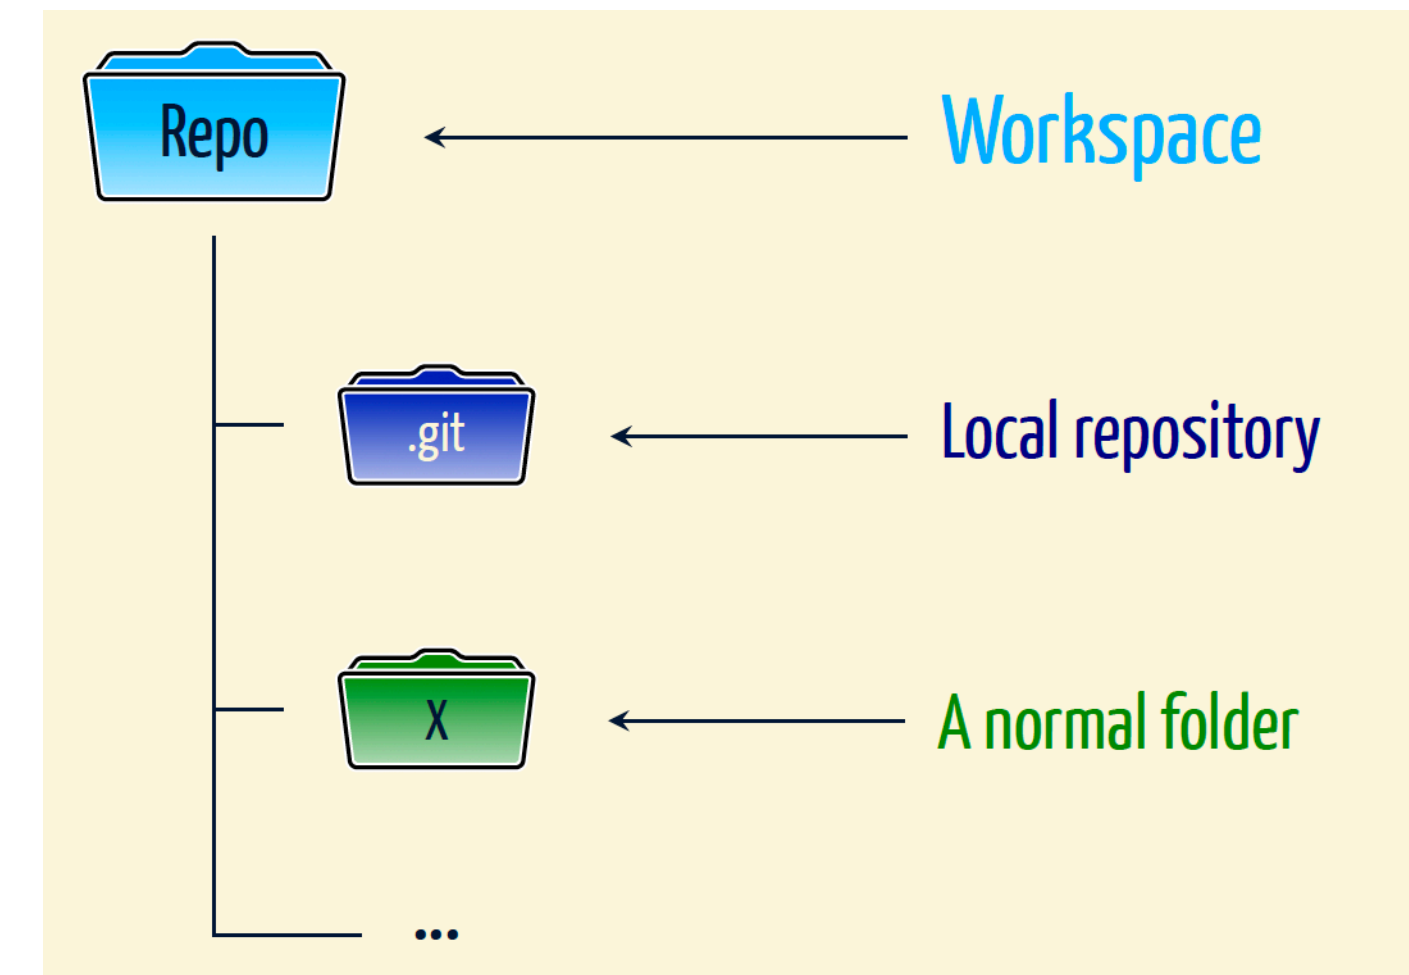 Repo
Workspace
.git
Local repository
X
A normal folder
...